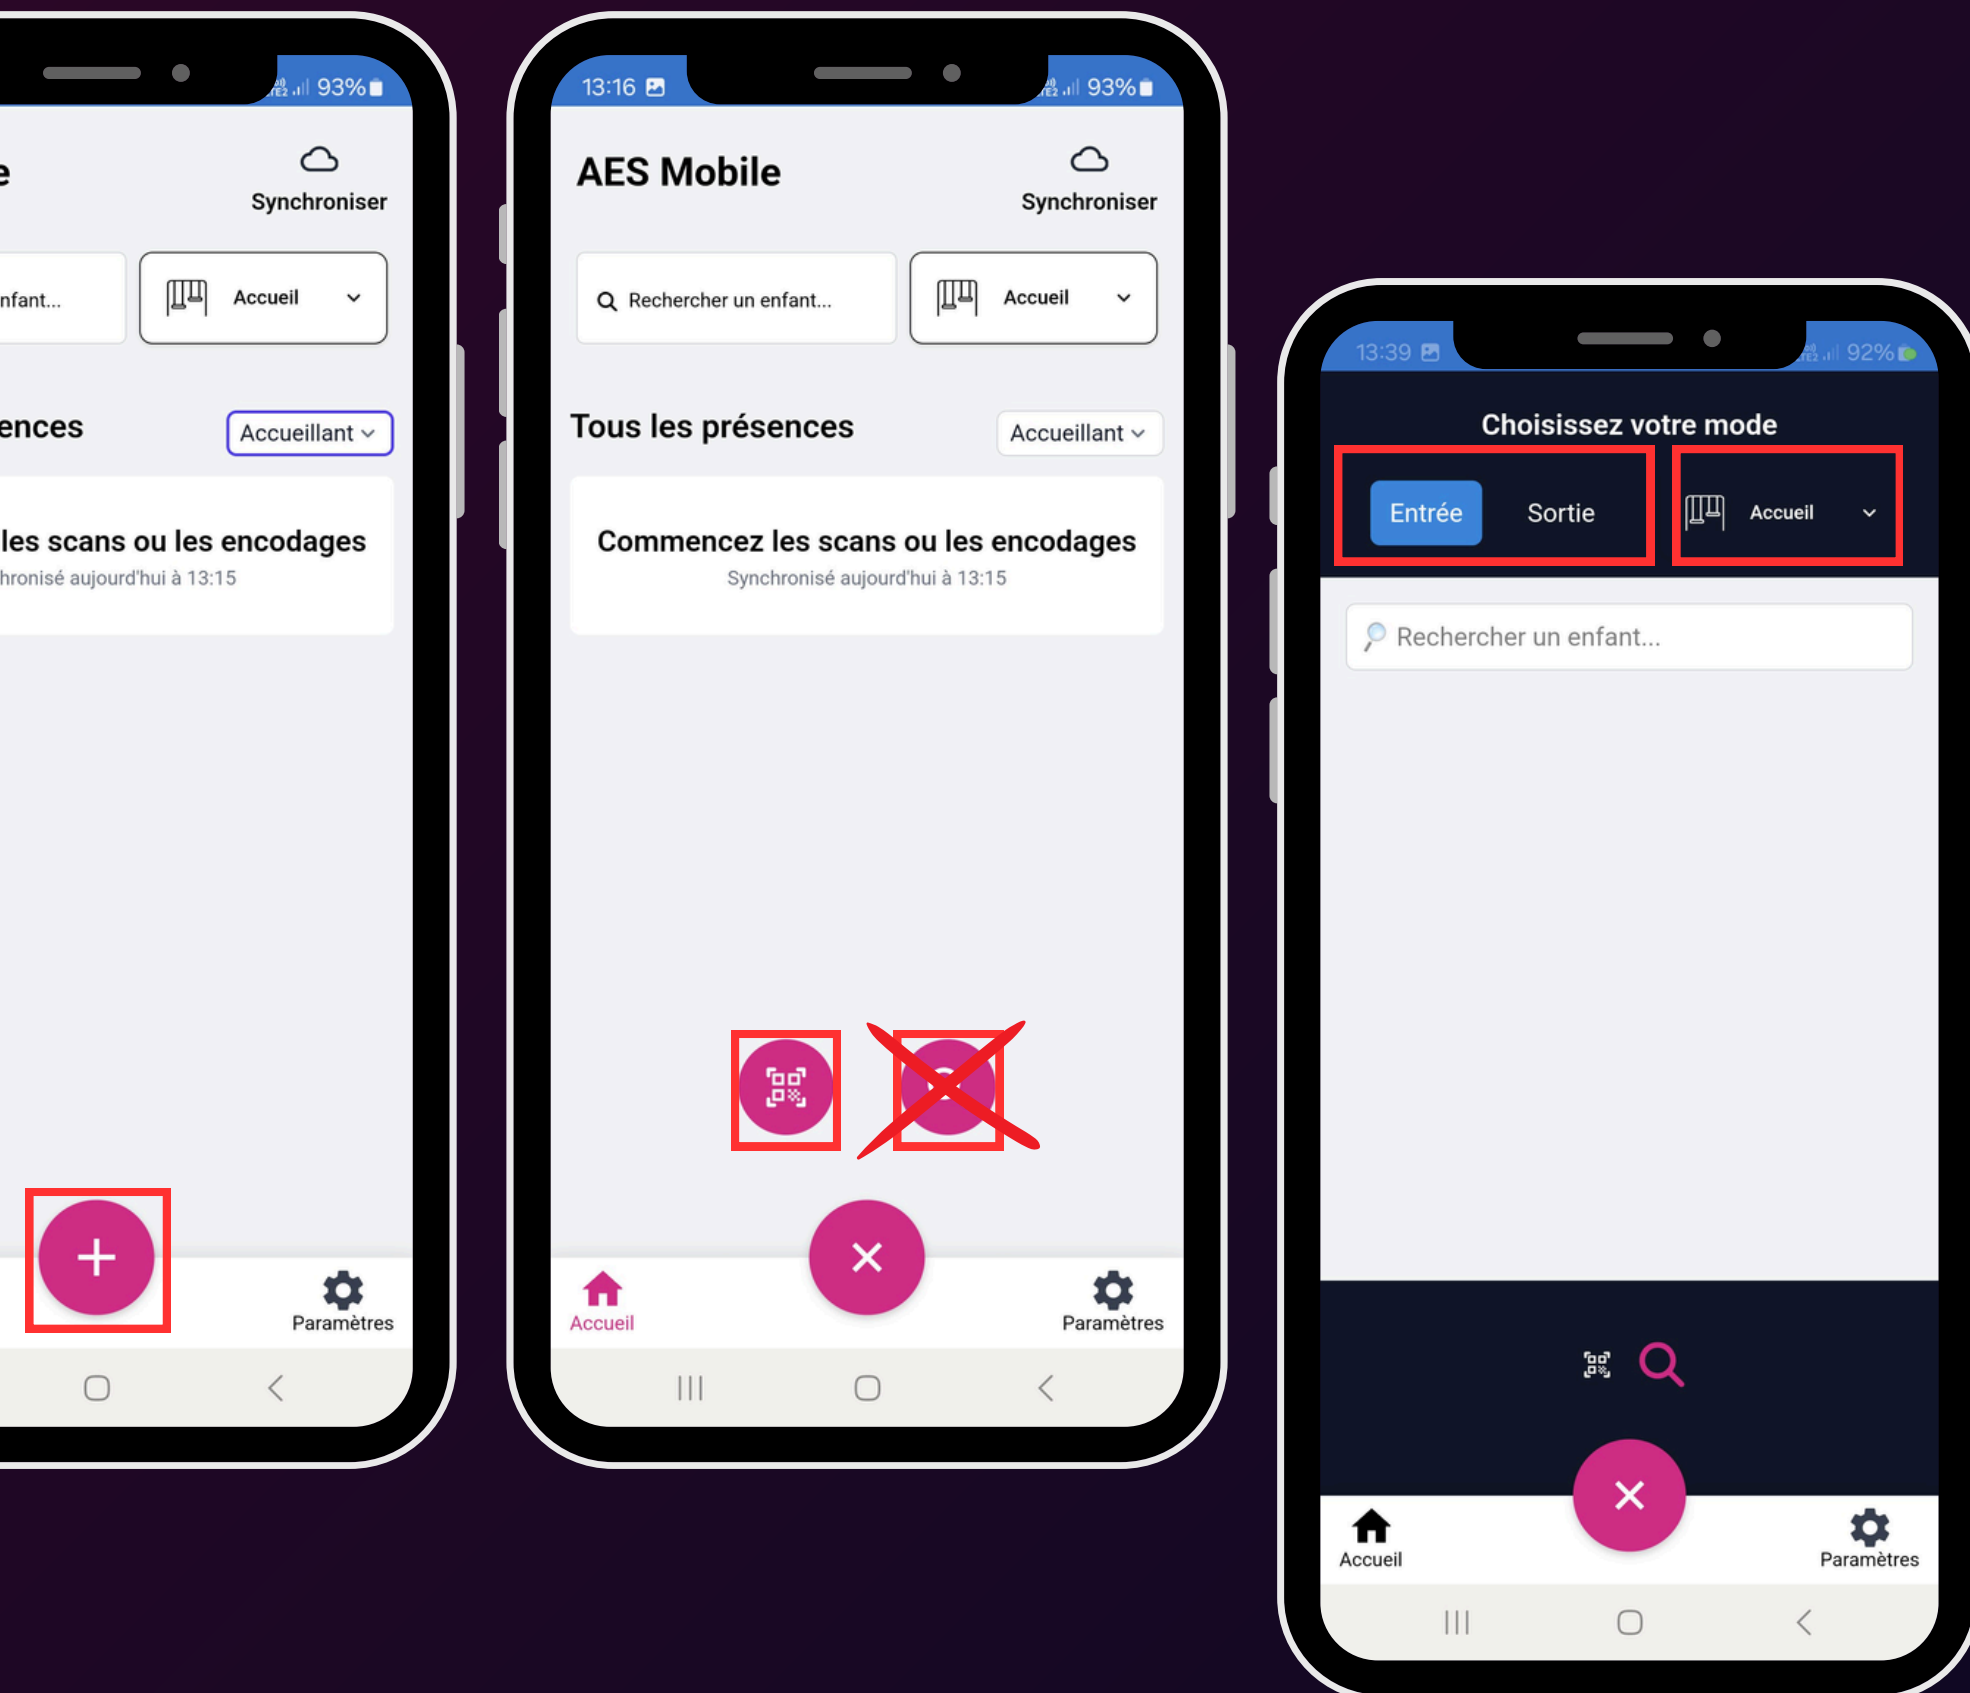 93%
e
Synchroniser
nfant...
Accueil
ences
Accueillant
les scans ou les encodages
hronisé aujourd'hui à 13:15
Paramètres
13:16
93%
AES Mobile
Synchroniser
Rechercher un enfant...
Accueil
Tous les présences
Accueillant
Commencez les scans ou les encodages
Synchronisé aujourd'hui à 13:15
Accueil
Paramètres
13:39
92%
Choisissez votre mode
Entrée
Sortie
Accueil
Rechercher un enfant...
Accueil
Paramètres